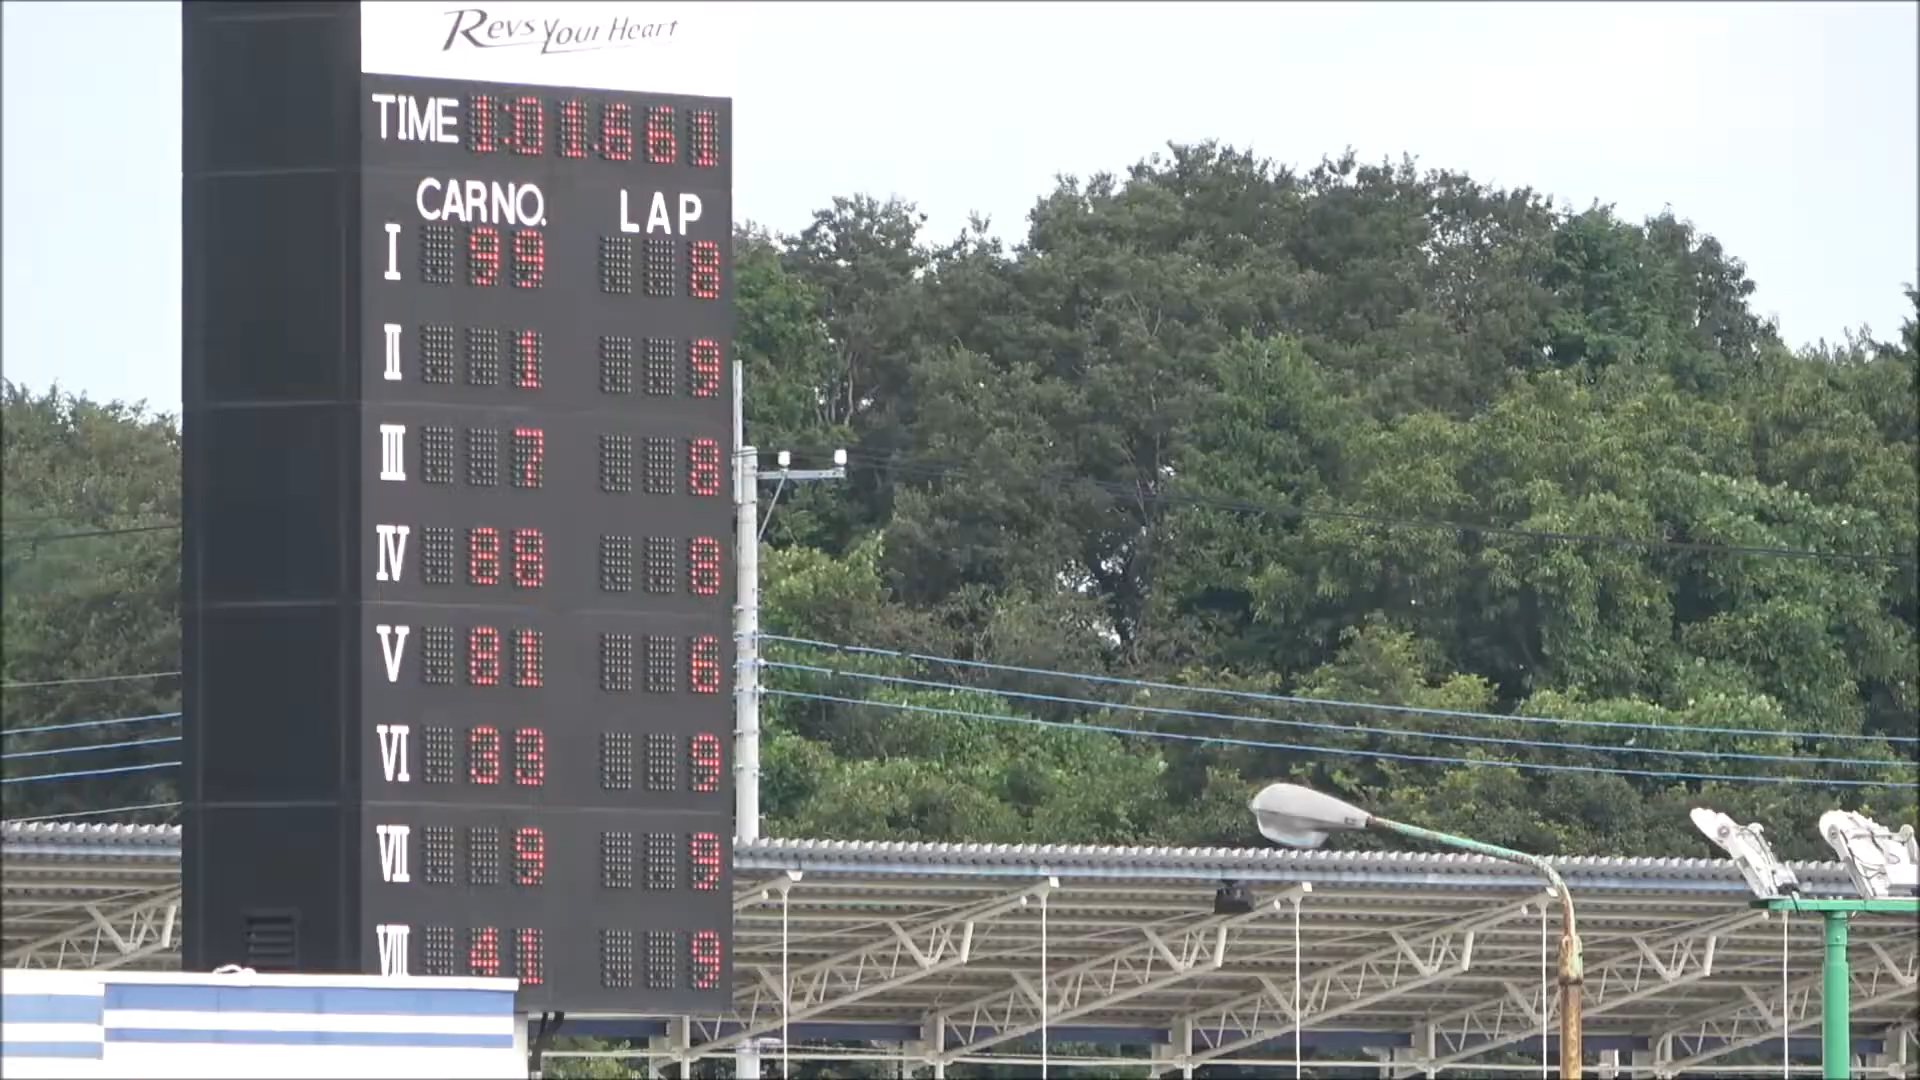 Revs Your Heart
TIME 1:01.661
CAR NO. LAP
I 99 8
II 1 9
III 7 8
IV 88 8
V 81 6
VI 33 9
VII 9 9
VIII 41 9